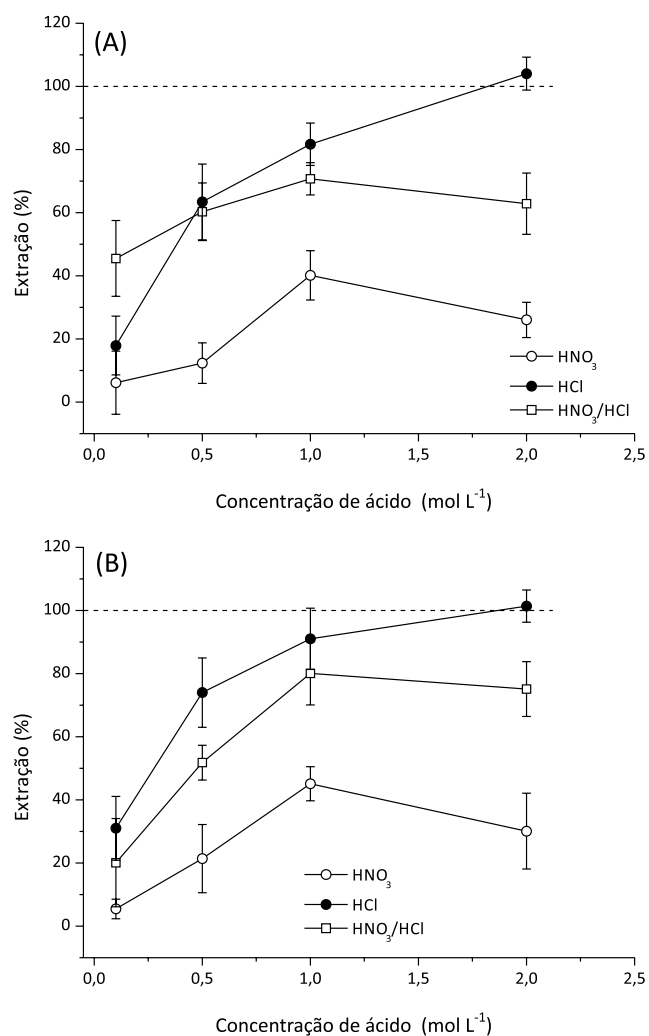 (A)
120
100
80
60
40
20
0
Extração (%)
0,0 0,5 1,0 1,5 2,0 2,5
Concentração de ácido (mol L⁻¹)
HNO₃
HCl
HNO₃/HCl
(B)
120
100
80
60
40
20
0
Extração (%)
HNO₃
HCl
HNO₃/HCl
0,0 0,5 1,0 1,5 2,0 2,5
Concentração de ácido (mol L⁻¹)